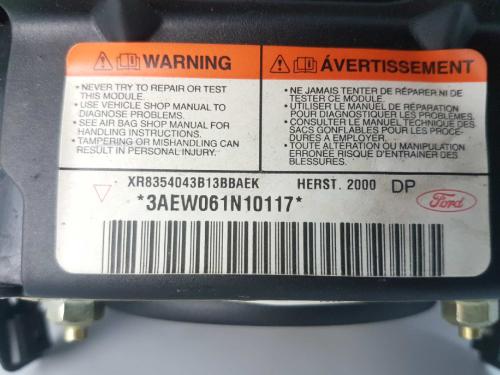 WARNING
• NEVER TRY TO REPAIR OR TEST
THIS MODULE.
• USE VEHICLE SHOP MANUAL TO
DIAGNOSE PROBLEMS.
• SEE AIR BAG SHOP MANUAL FOR
HANDLING INSTRUCTIONS.
• TAMPERING OR MISHANDLING CAN
RESULT IN PERSONAL INJURY.
ÁVERTISSEMENT
• NE JAMAIS TENTER DE RÉPARER NI DE
TESTER CE MODULE.
• UTILISER LE MANUEL DE RÉPARATION
POUR DIAGNOSTIQUER LES PROBLÈMES.
• CONSULTER LE MANUEL TECHNIQUE DES
SACS GONFLABLES POUR LES PROCE-
DURES A EMPLOYER.
• TOUTE ALTÉRATION OU MANIPULATION
ERRONÉE RISQUE D'ENTRAINER DES
BLESSURES.
XR8354043B13BBAEK HERST. 2000 DP
*3AEW061N10117*
Ford